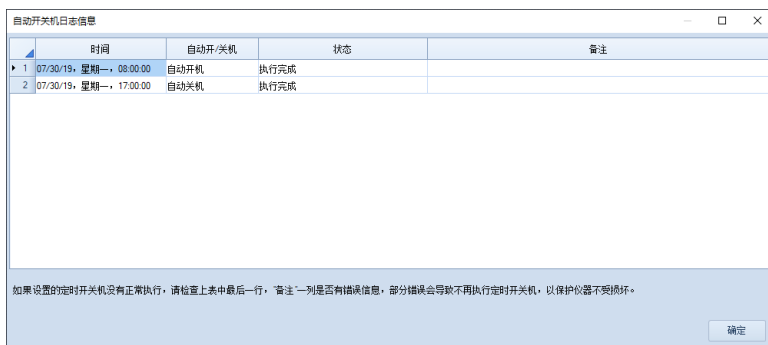 自动开关机日志信息
时间 自动开/关机 状态 备注
1 07/30/19，星期一，08:00:00 自动开机 执行完成
2 07/30/19，星期一，17:00:00 自动关机 执行完成
如果设置的定时开关机没有正常执行，请检查上表中最后一行，"备注"一列是否有错误信息，部分错误会导致不再执行定时开关机，以保护仪器不受损坏。
确定